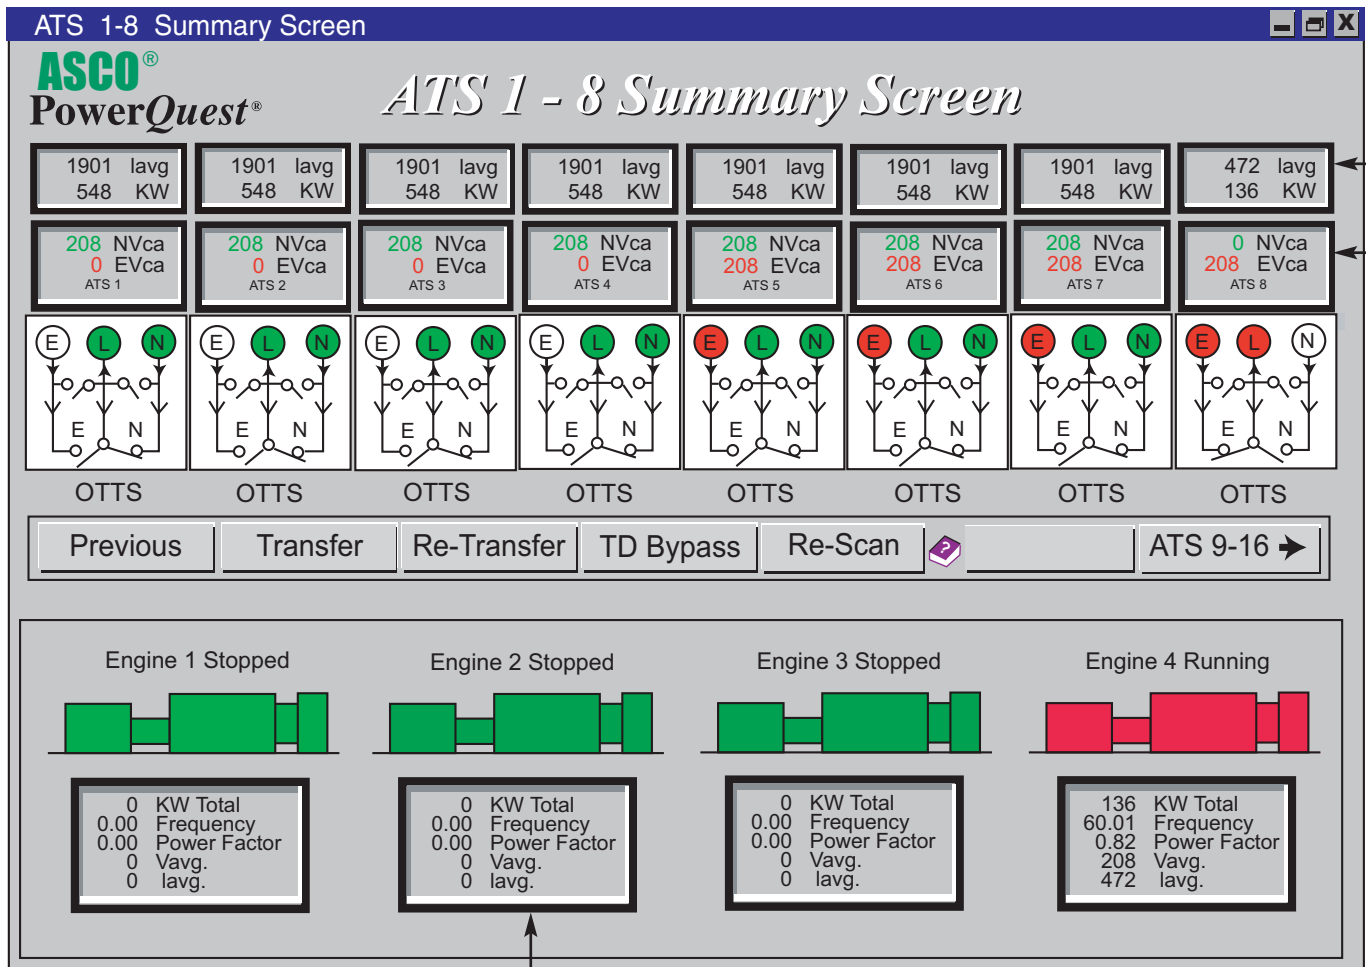 ATS 1-8 Summary Screen
X
ASCO®
PowerQuest®
ATS 1 - 8 Summary Screen
1901 Iavg 1901 Iavg 1901 Iavg 1901 Iavg 1901 Iavg 1901 Iavg 1901 Iavg 472 Iavg
548 KW 548 KW 548 KW 548 KW 548 KW 548 KW 548 KW 136 KW
208 NVca 208 NVca 208 NVca 208 NVca 208 NVca 208 NVca 208 NVca 0 NVca
0 EVca 0 EVca 0 EVca 0 EVca 208 EVca 208 EVca 208 EVca 208 EVca
ATS 1 ATS 2 ATS 3 ATS 4 ATS 5 ATS 6 ATS 7 ATS 8
E L N E L N E L N E L N E L N E L N E L N E L N
E N E N E N E N E N E N E N E N
OTTS OTTS OTTS OTTS OTTS OTTS OTTS OTTS
Previous Transfer Re-Transfer TD Bypass Re-Scan ? ATS 9-16
Engine 1 Stopped Engine 2 Stopped Engine 3 Stopped Engine 4 Running
0 KW Total 0 KW Total 0 KW Total 136 KW Total
0.00 Frequency 0.00 Frequency 0.00 Frequency 60.01 Frequency
0.00 Power Factor 0.00 Power Factor 0.00 Power Factor 0.82 Power Factor
0 Vavg. 0 Vavg. 0 Vavg. 208 Vavg.
0 Iavg. 0 Iavg. 0 Iavg. 472 Iavg.